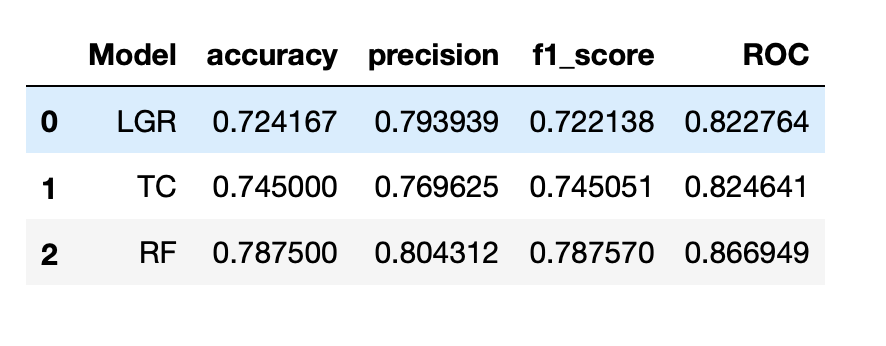 Model accuracy precision f1_score ROC
0 LGR 0.724167 0.793939 0.722138 0.822764
1 TC 0.745000 0.769625 0.745051 0.824641
2 RF 0.787500 0.804312 0.787570 0.866949